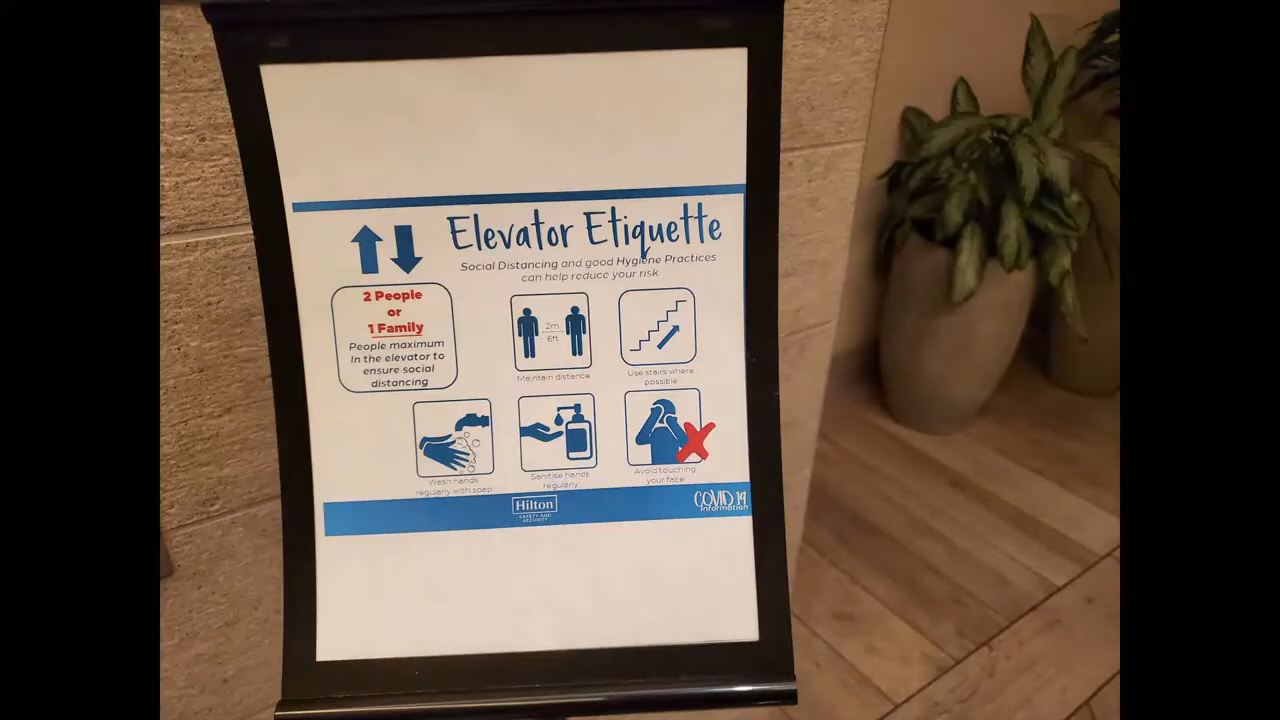 Elevator Etiquette
Social Distancing and good Hygiene Practices
can help reduce your risk
2 People
or
1 Family
People maximum
In the elevator to
ensure social
distancing
2m
6ft
Maintain distance
Use stairs where
possible
Wash hands
regularly with soap
Sanitise hands
regularly
Avoid touching
your face
Hilton
SAFETY AND
SECURITY
COVID 19
Information